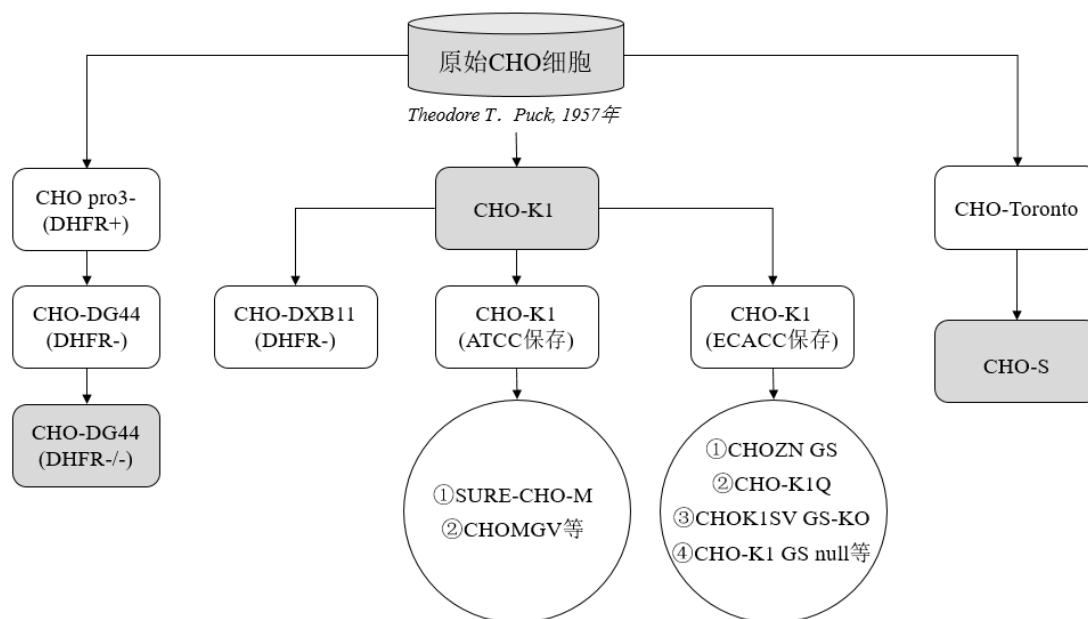 原始CHO细胞
Theodore T．Puck, 1957年
CHO pro3-
(DHFR+)
CHO-K1
CHO-Toronto
CHO-DG44
(DHFR-)
CHO-DXB11
(DHFR-)
CHO-K1
(ATCC保存)
CHO-K1
(ECACC保存)
CHO-S
CHO-DG44
(DHFR-/-)
①SURE-CHO-M
②CHOMGV等
①CHOZN GS
②CHO-K1Q
③CHOK1SV GS-KO
④CHO-K1 GS null等